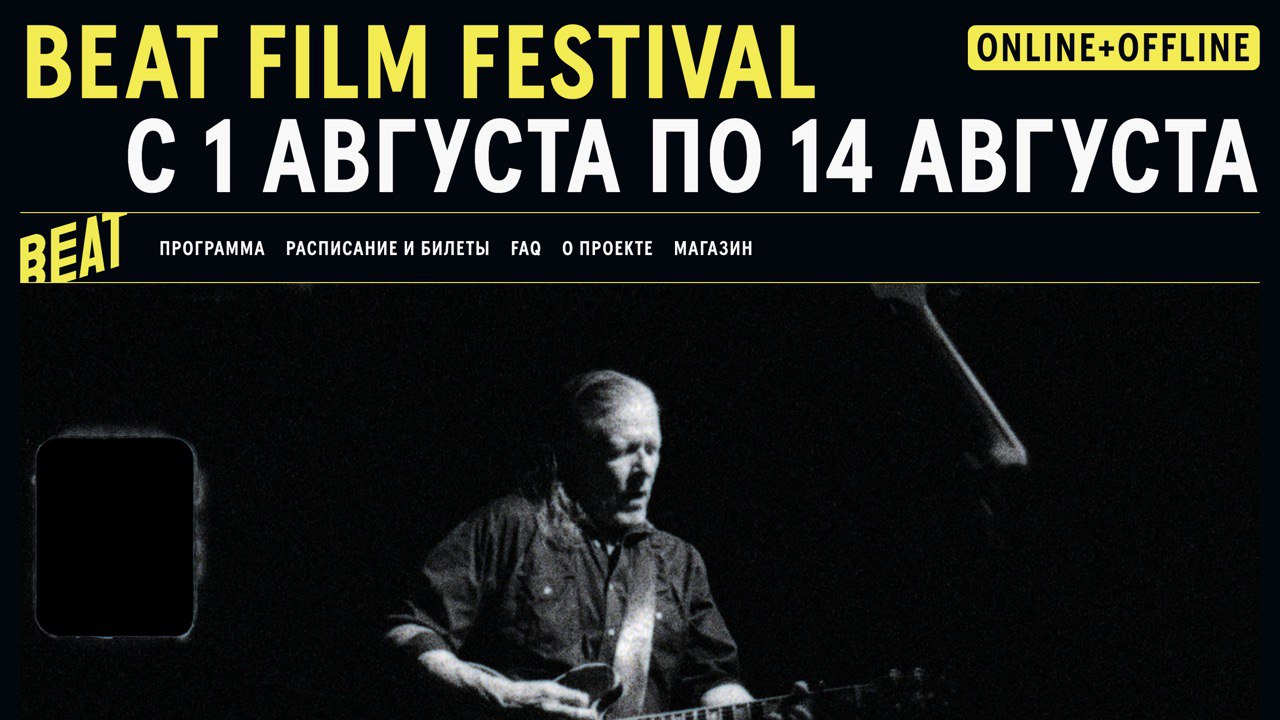 BEAT FILM FESTIVAL
ONLINE+OFFLINE
С 1 АВГУСТА ПО 14 АВГУСТА
BEAT
ПРОГРАММА РАСПИСАНИЕ И БИЛЕТЫ FAQ О ПРОЕКТЕ МАГАЗИН